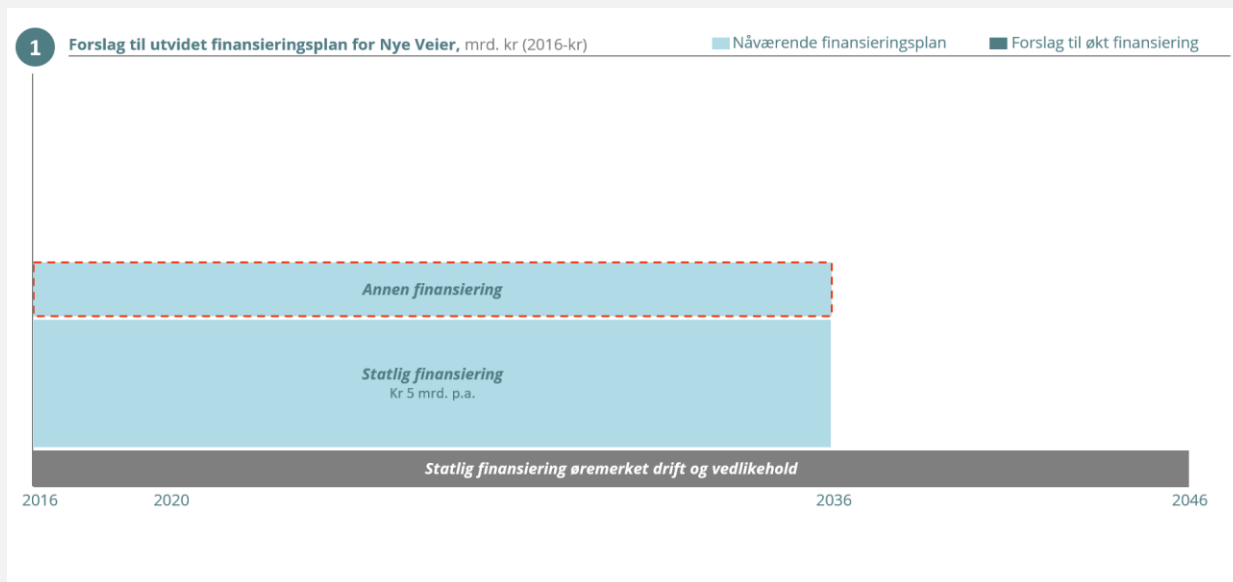 1
Forslag til utvidet finansieringsplan for Nye Veier, mrd. kr (2016-kr)
Nåværende finansieringsplan
Forslag til økt finansiering
Annen finansiering
Statlig finansiering
Kr 5 mrd. p.a.
Statlig finansiering øremerket drift og vedlikehold
2016 2020 2036 2046